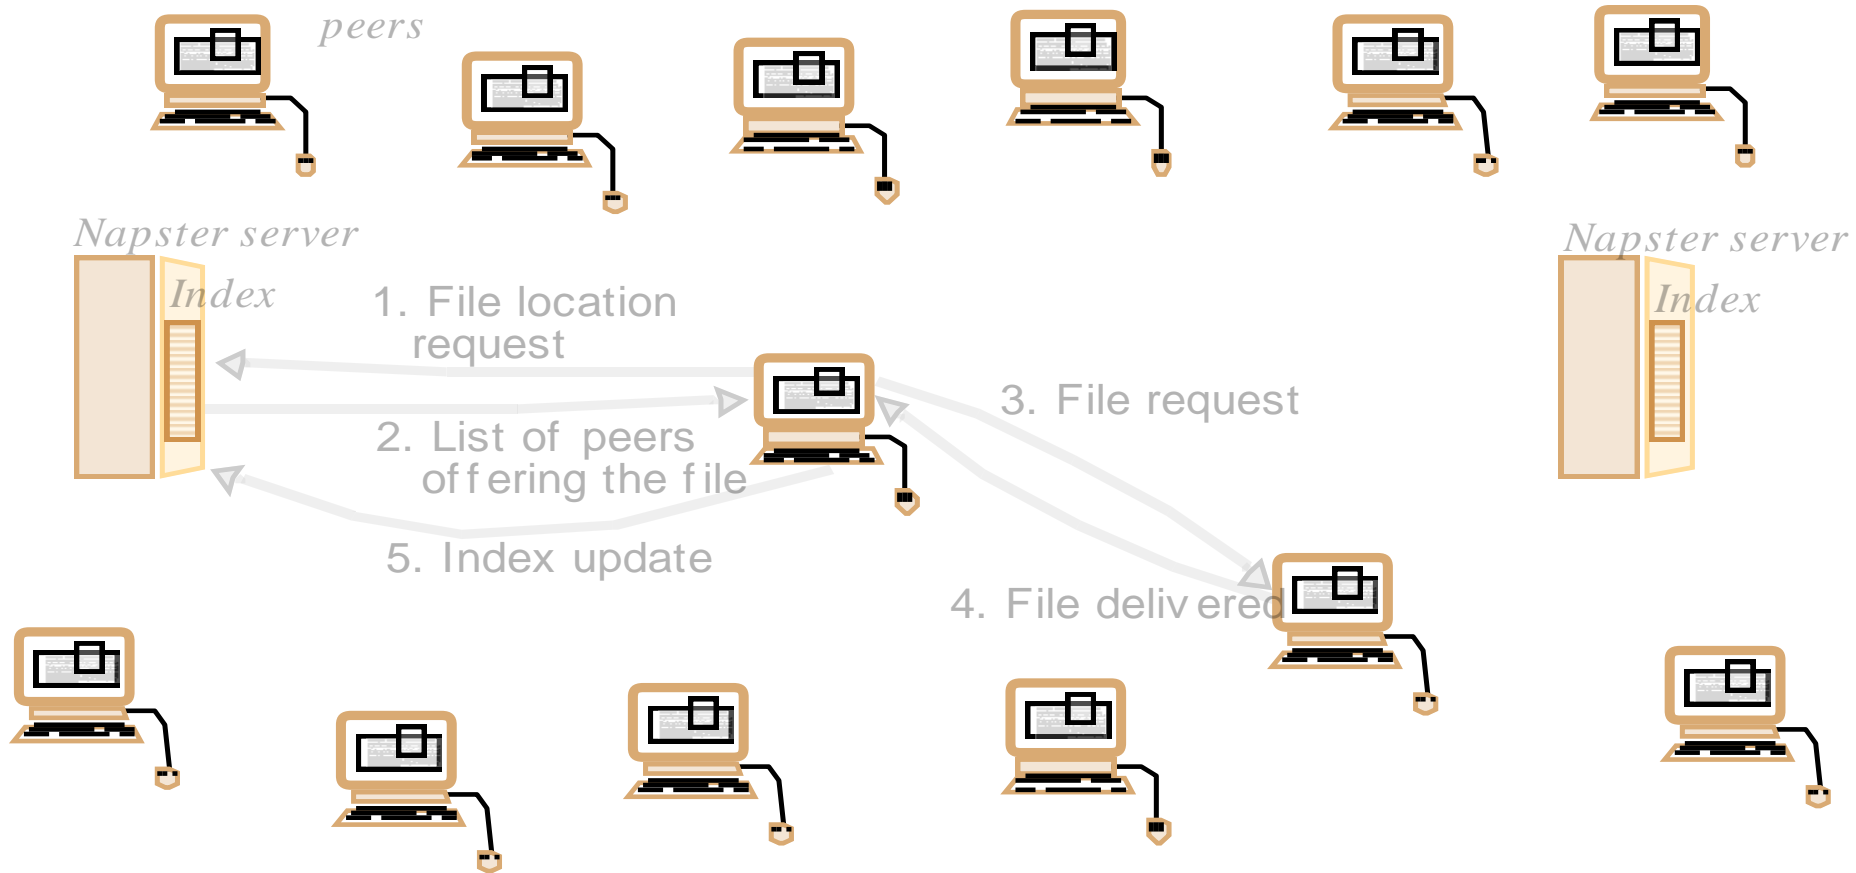 peers
Napster server
Index
Napster server
Index
1. File location
request
2. List of peers
offering the file
3. File request
4. File delivered
5. Index update